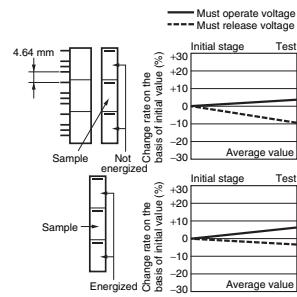 Must operate voltage
Must release voltage
4.64 mm
Sample
Not
energized
Change rate on the
basis of initial value (%)
Initial stage
Test
+30
+20
+10
0
−10
−20
−30
Average value
Sample
Energized
Change rate on the
basis of initial value (%)
Initial stage
Test
+30
+20
+10
0
−10
−20
−30
Average value